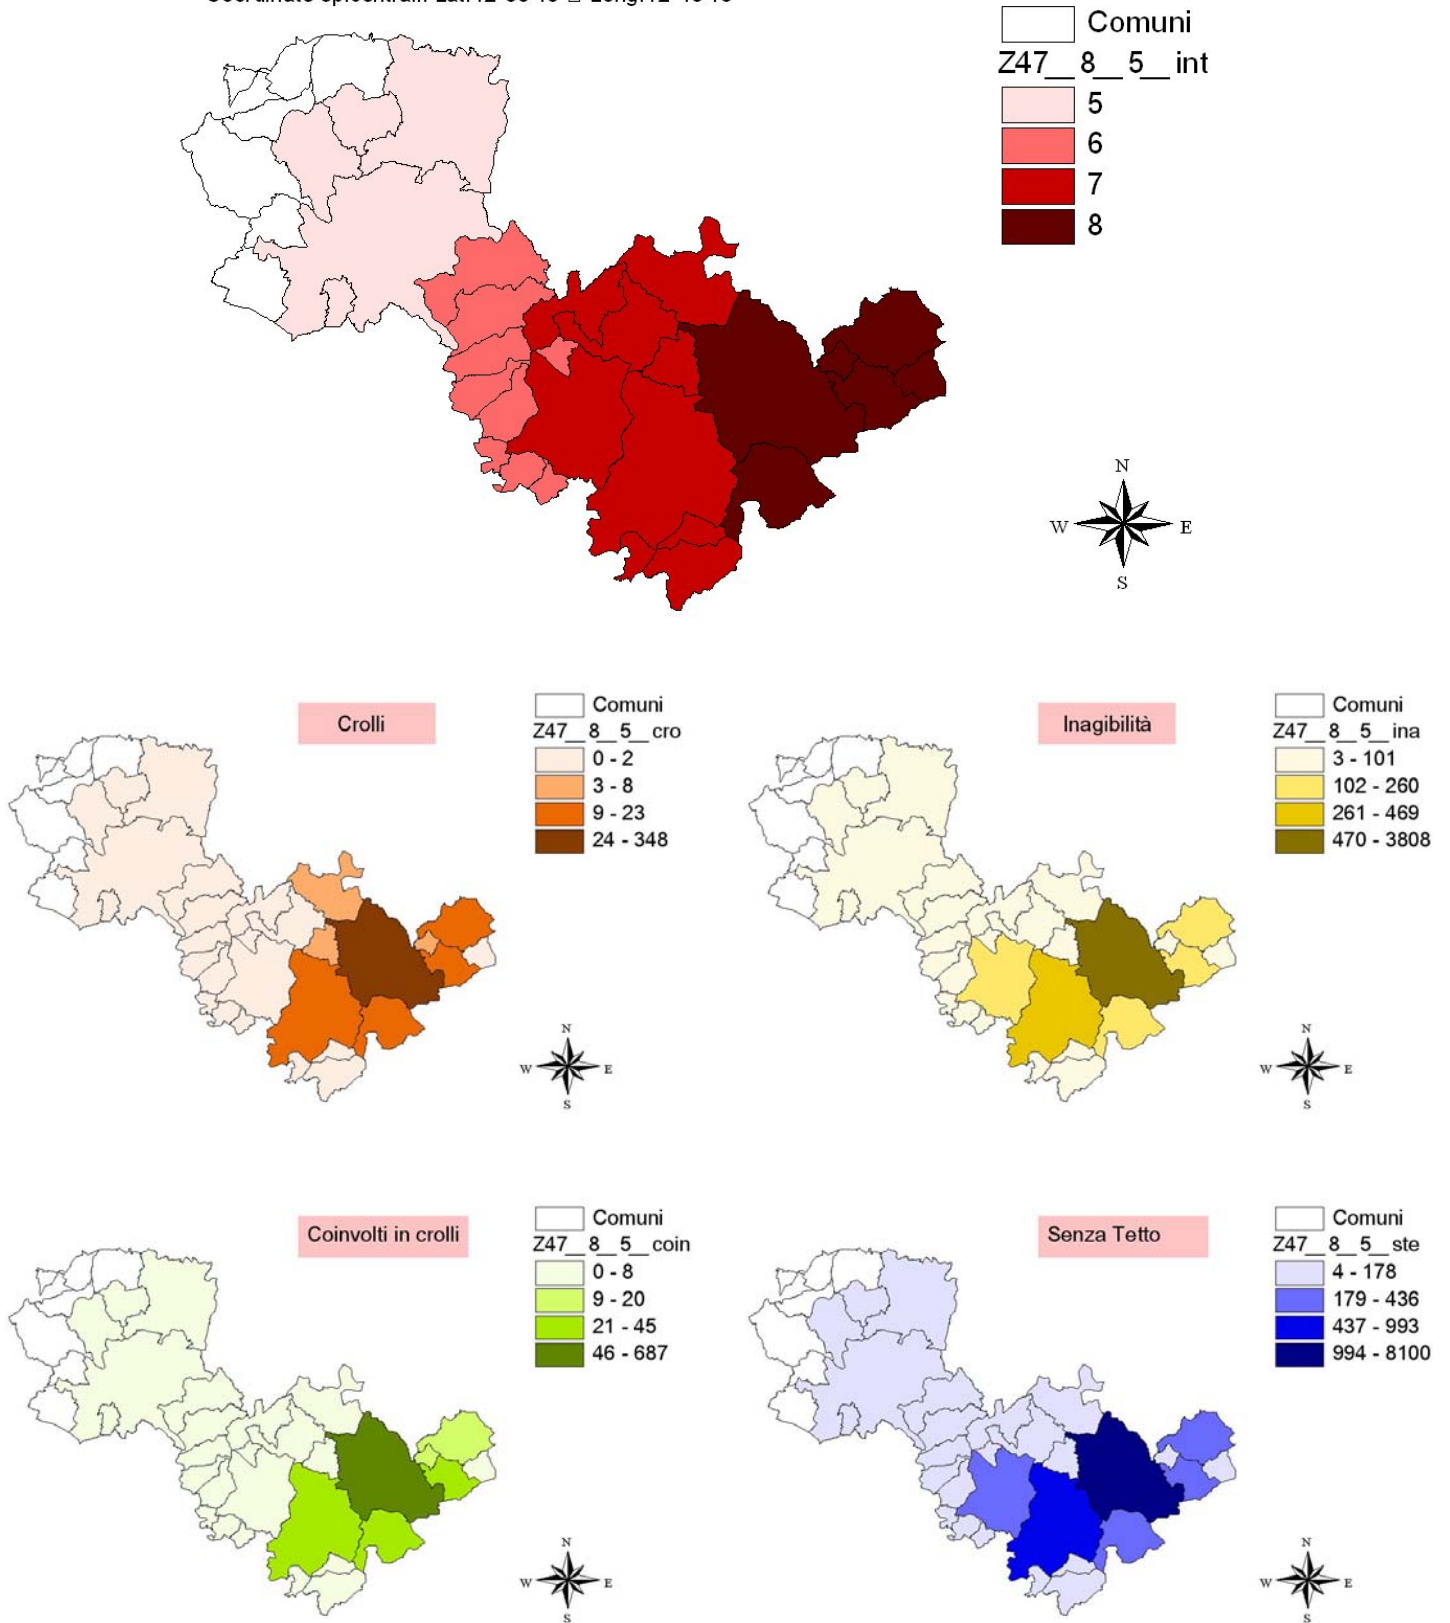 Comuni
Z47__8__5__int
5
6
7
8
N
W E
S
Crolli
Comuni
Z47__8__5__cro
0 - 2
3 - 8
9 - 23
24 - 348
N
W E
S
Inagibilità
Comuni
Z47__8__5__ina
3 - 101
102 - 260
261 - 469
470 - 3808
N
W E
S
Coinvolti in crolli
Comuni
Z47__8__5__coin
0 - 8
9 - 20
21 - 45
46 - 687
N
W E
S
Senza Tetto
Comuni
Z47__8__5__ste
4 - 178
179 - 436
437 - 993
994 - 8100
N
W E
S